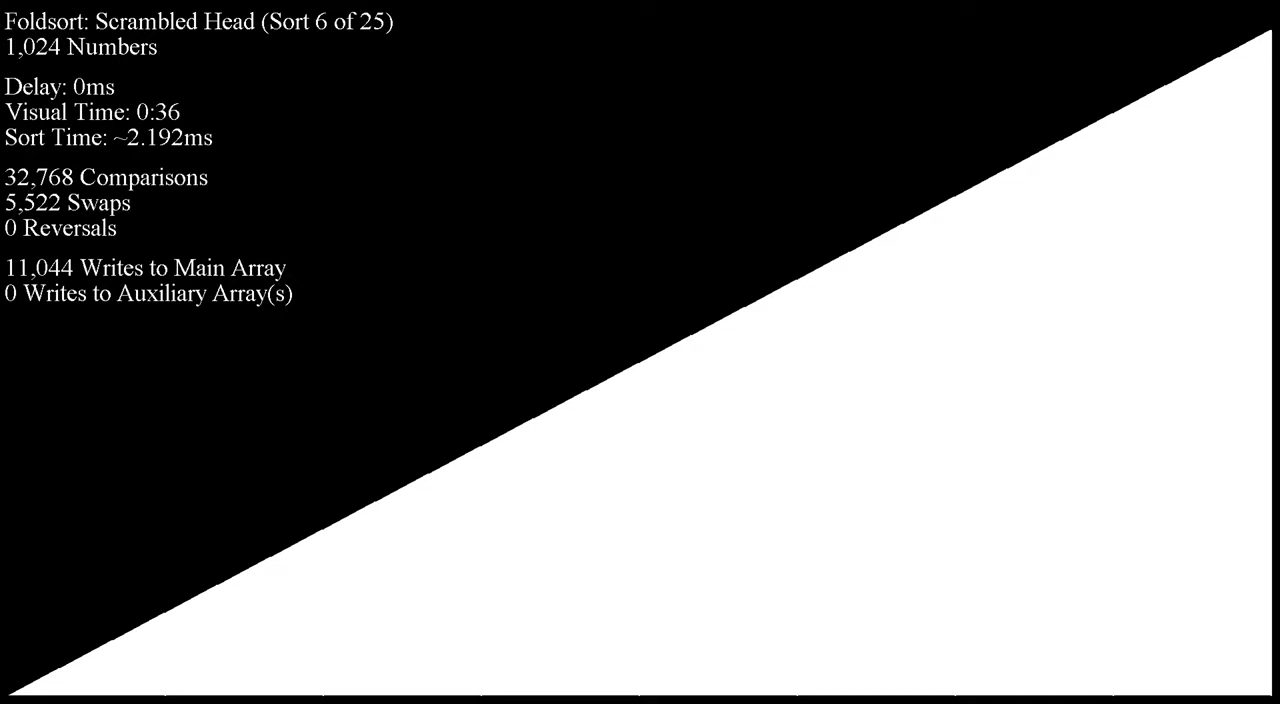 Foldsort: Scrambled Head (Sort 6 of 25)
1,024 Numbers
Delay: 0ms
Visual Time: 0:36
Sort Time: ~2.192ms
32,768 Comparisons
5,522 Swaps
0 Reversals
11,044 Writes to Main Array
0 Writes to Auxiliary Array(s)